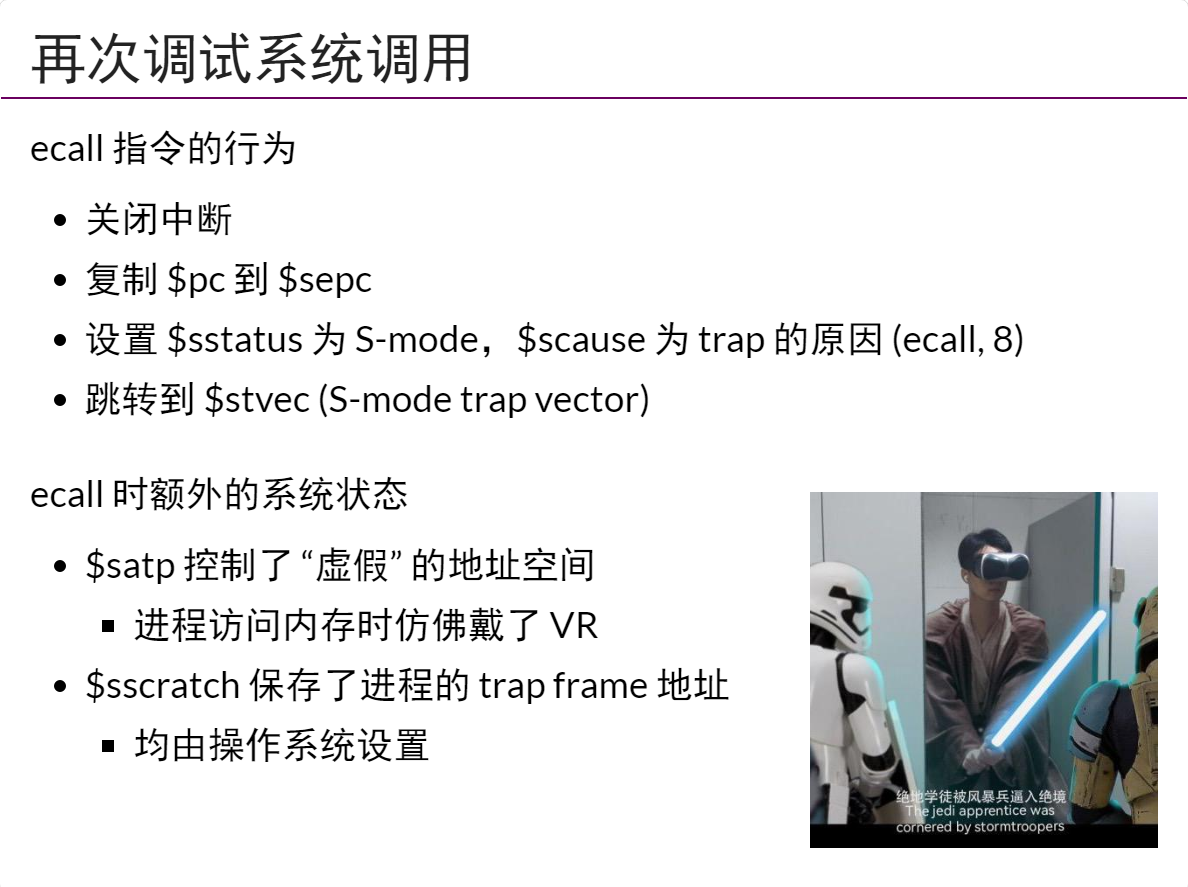 再次调试系统调用
ecall 指令的行为
关闭中断
复制 $pc 到 $sepc
设置 $sstatus 为 S-mode，$scause 为 trap 的原因 (ecall, 8)
跳转到 $stvec (S-mode trap vector)
ecall 时额外的系统状态
$satp 控制了 “虚假” 的地址空间
进程访问内存时仿佛戴了 VR
$sscratch 保存了进程的 trap frame 地址
均由操作系统设置
绝地学徒被风暴兵逼入绝境
The jedi apprentice was
cornered by stormtroopers